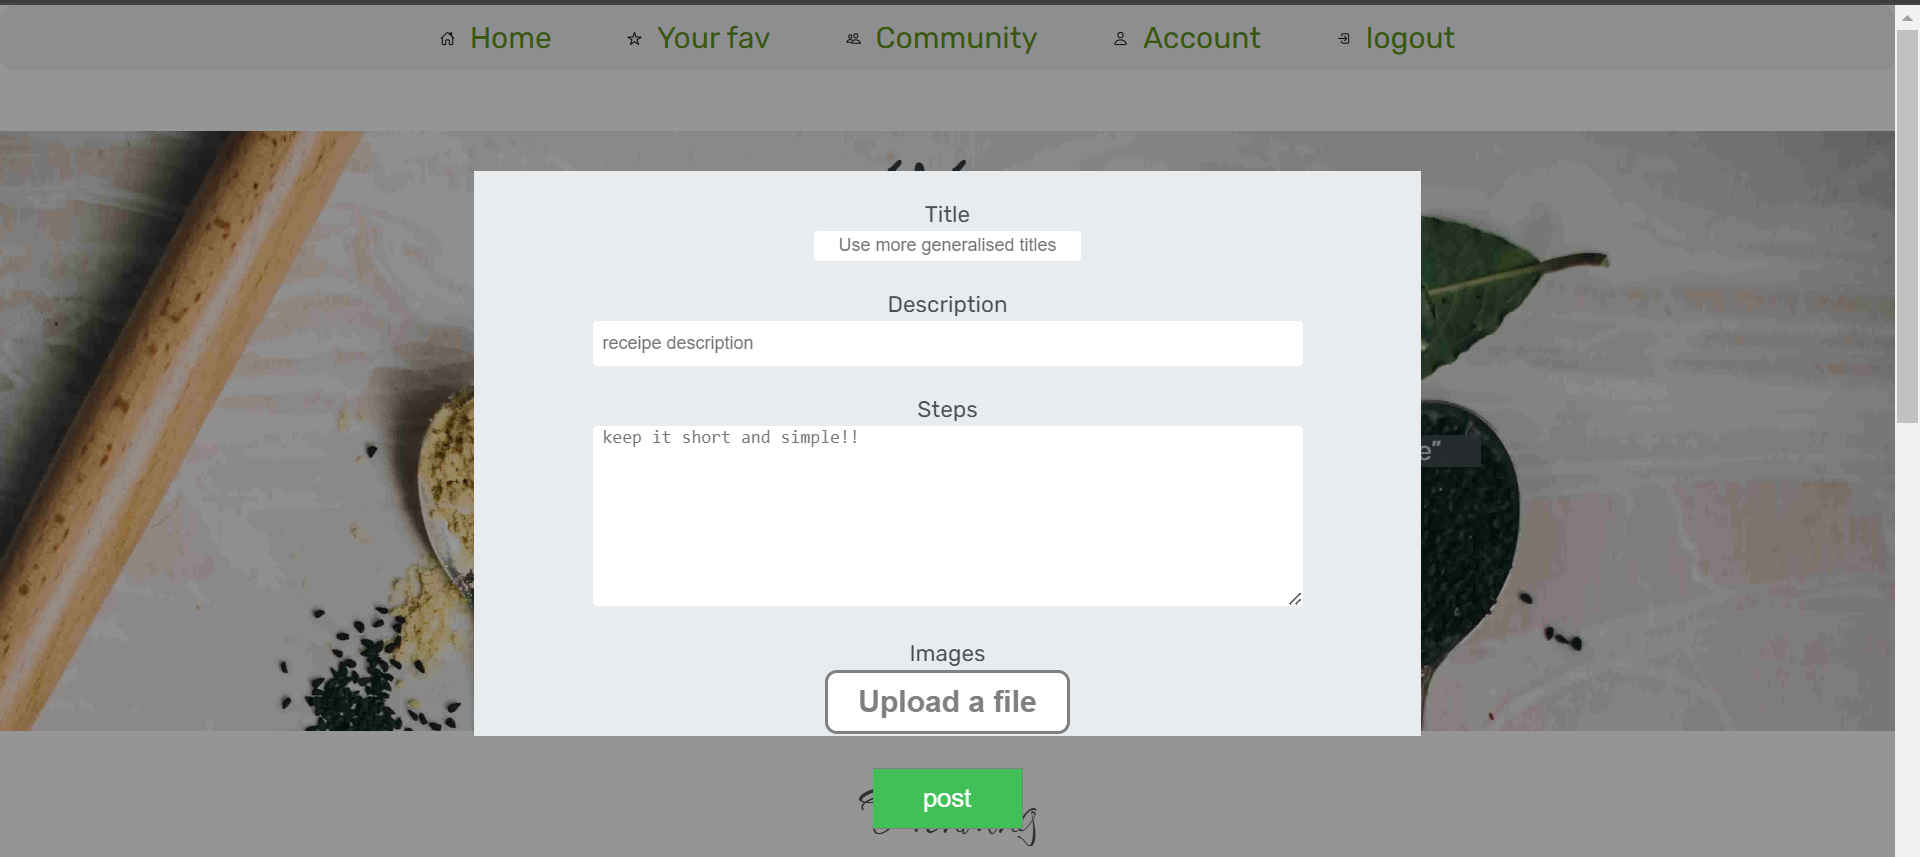 Home Your fav Community Account logout
Title
Use more generalised titles
Description
receipe description
e"
Steps
keep it short and simple!!
Images
Upload a file
post